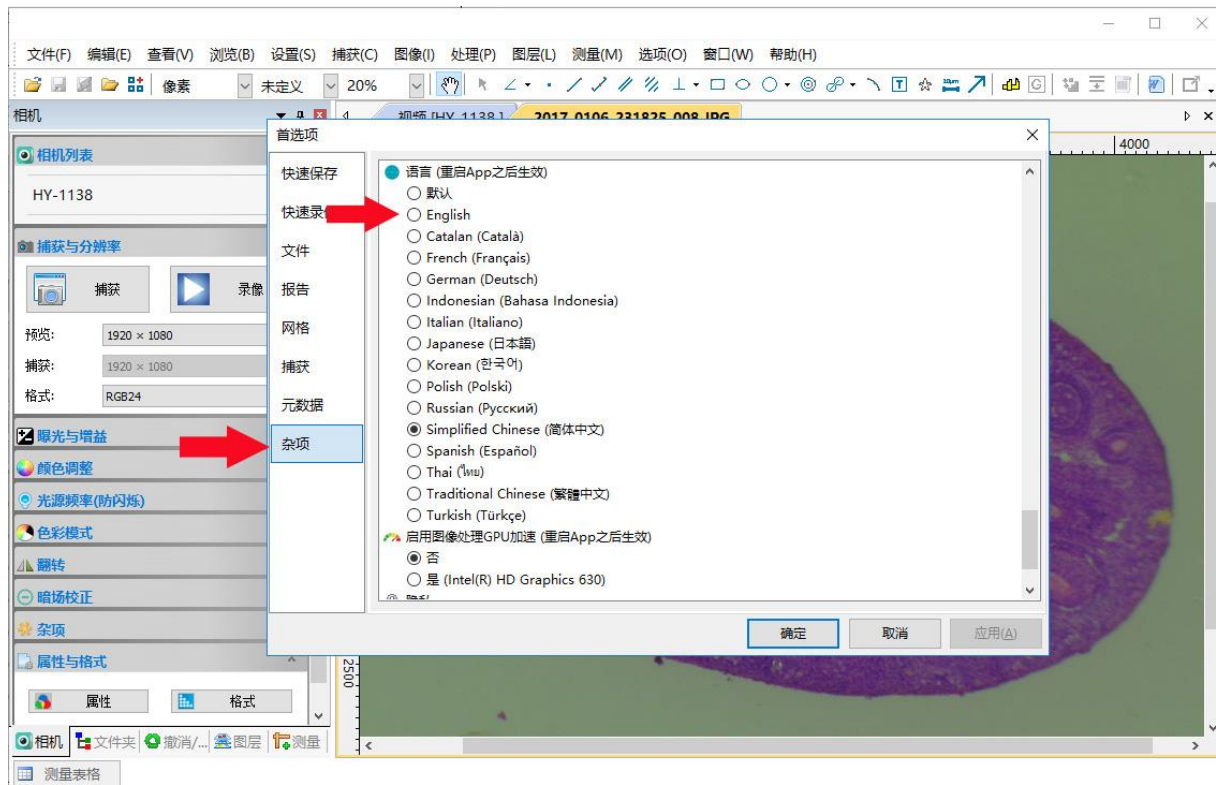 文件(F) 编辑(E) 查看(V) 浏览(B) 设置(S) 捕获(C) 图像(I) 处理(P) 图层(L) 测量(M) 选项(O) 窗口(W) 帮助(H)
像素 未定义 20%
相机
视频 [HY-1138] 2017-0106-231825-008.JPG
4000
相机列表
HY-1138
捕获与分辨率
捕获 录像
预览: 1920 × 1080
捕获: 1920 × 1080
格式: RGB24
曝光与增益
颜色调整
光源频率(防闪烁)
色彩模式
翻转
暗场校正
杂项
属性与格式
属性 格式
相机 文件夹 撤消/... 图层 测量
测量表格
首选项
快速保存
快速录
文件
报告
网格
捕获
元数据
杂项
语言 (重启App之后生效)
默认
English
Catalan (Català)
French (Français)
German (Deutsch)
Indonesian (Bahasa Indonesia)
Italian (Italiano)
Japanese (日本語)
Korean (한국어)
Polish (Polski)
Russian (Русский)
Simplified Chinese (简体中文)
Spanish (Español)
Thai (ไทย)
Traditional Chinese (繁體中文)
Turkish (Türkçe)
启用图像处理GPU加速 (重启App之后生效)
否
是 (Intel(R) HD Graphics 630)
确定 取消 应用(A)
2500